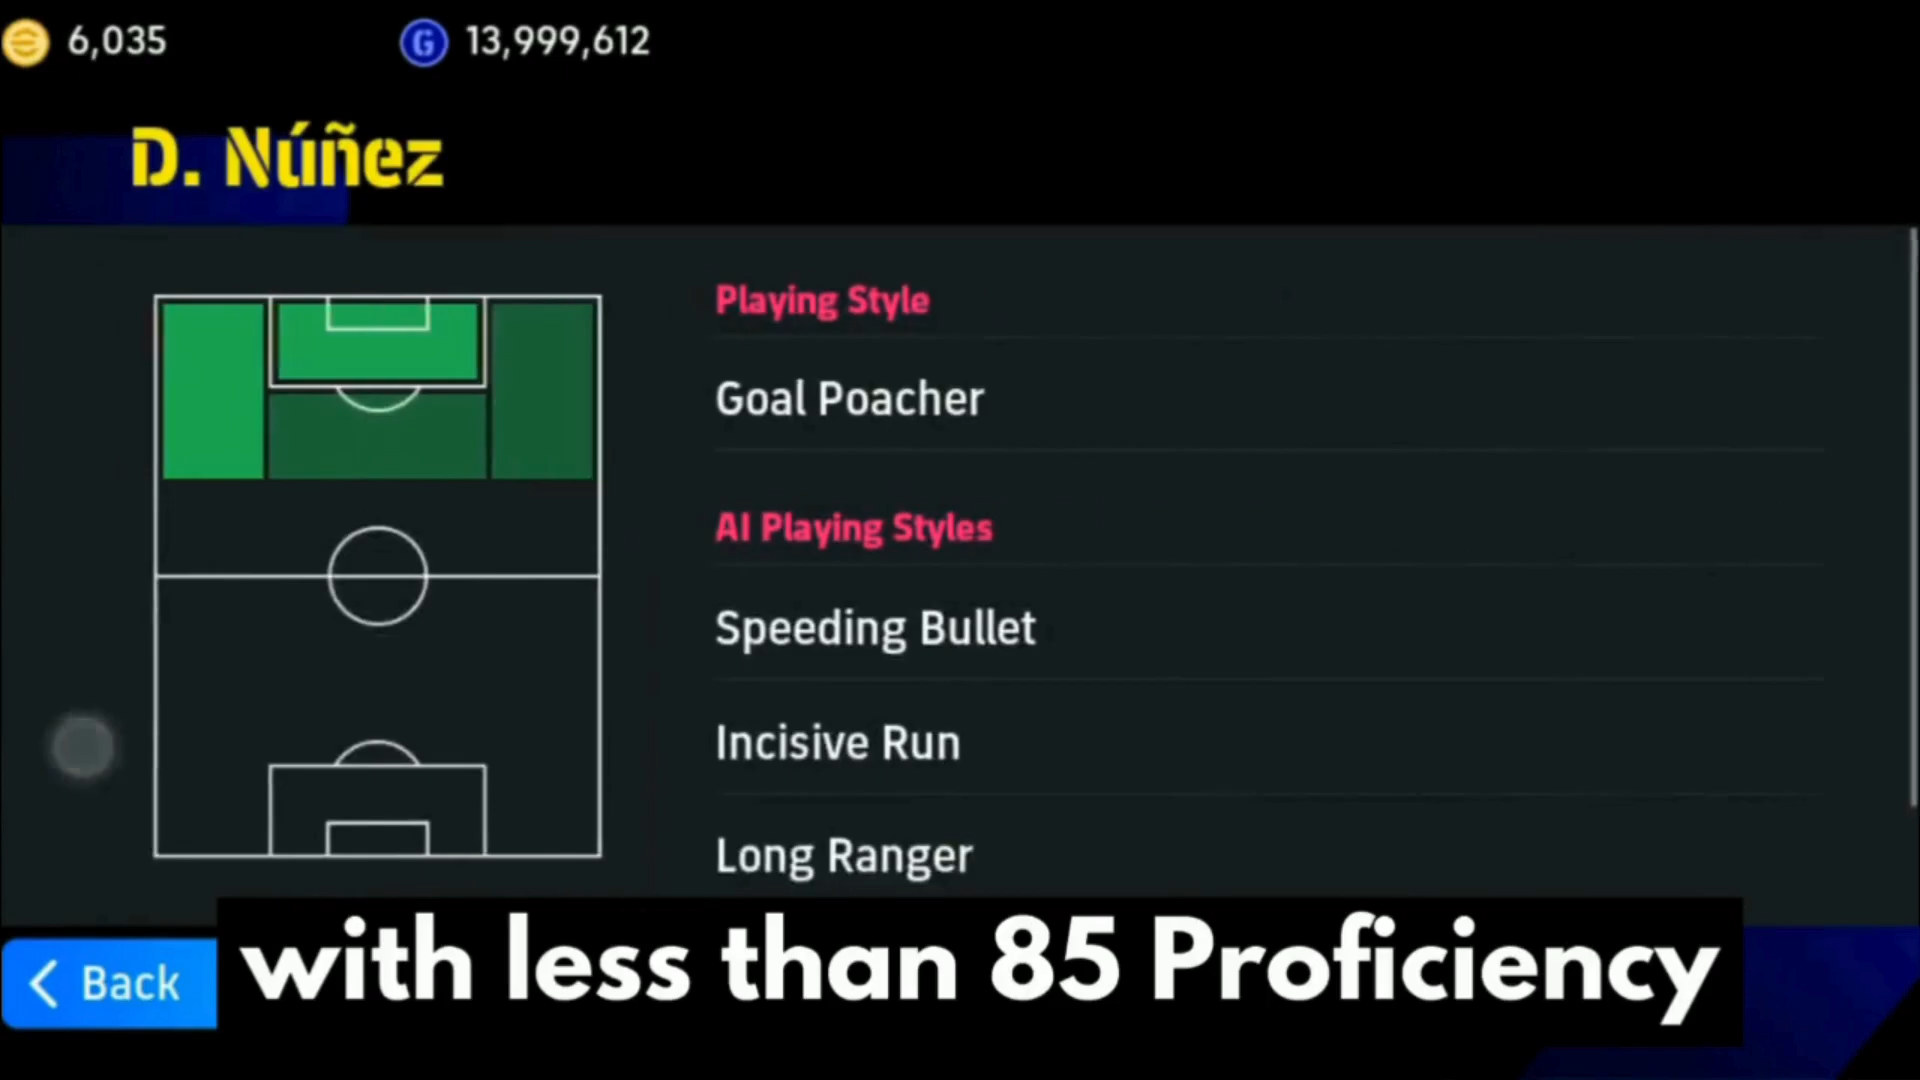 6,035
G 13,999,612
D. Núñez
Playing Style
Goal Poacher
AI Playing Styles
Speeding Bullet
Incisive Run
Long Ranger
Back
with less than 85 Proficiency